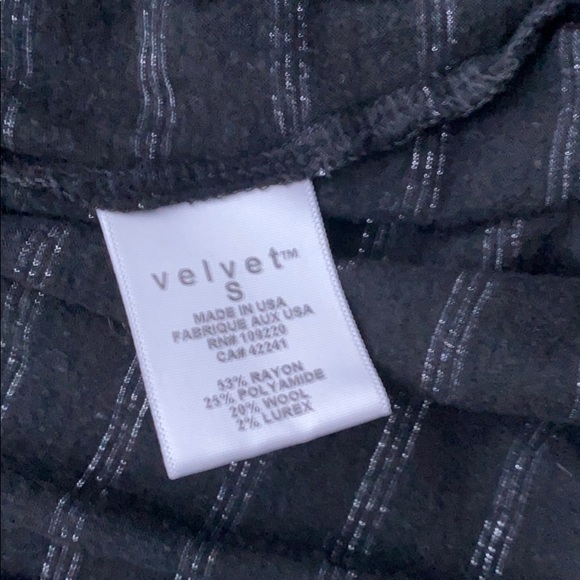 velvet™
S
MADE IN USA
FABRIQUE AUX USA
RN# 109220
CA# 42241
53% RAYON
25% POLYAMIDE
20% WOOL
2% LUREX